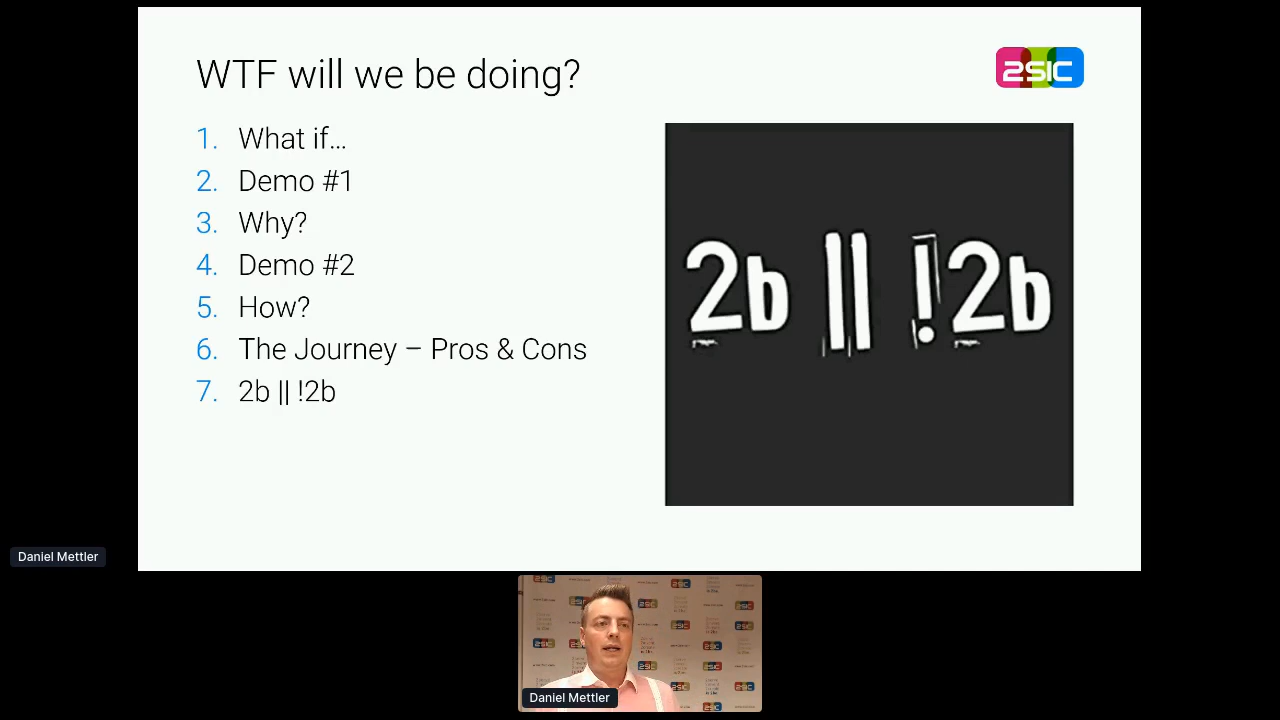 WTF will we be doing?
2SIC
1. What if...
2. Demo #1
3. Why?
4. Demo #2
5. How?
6. The Journey – Pros & Cons
7. 2b || !2b
2b || !2b
Daniel Mettler
Daniel Mettler